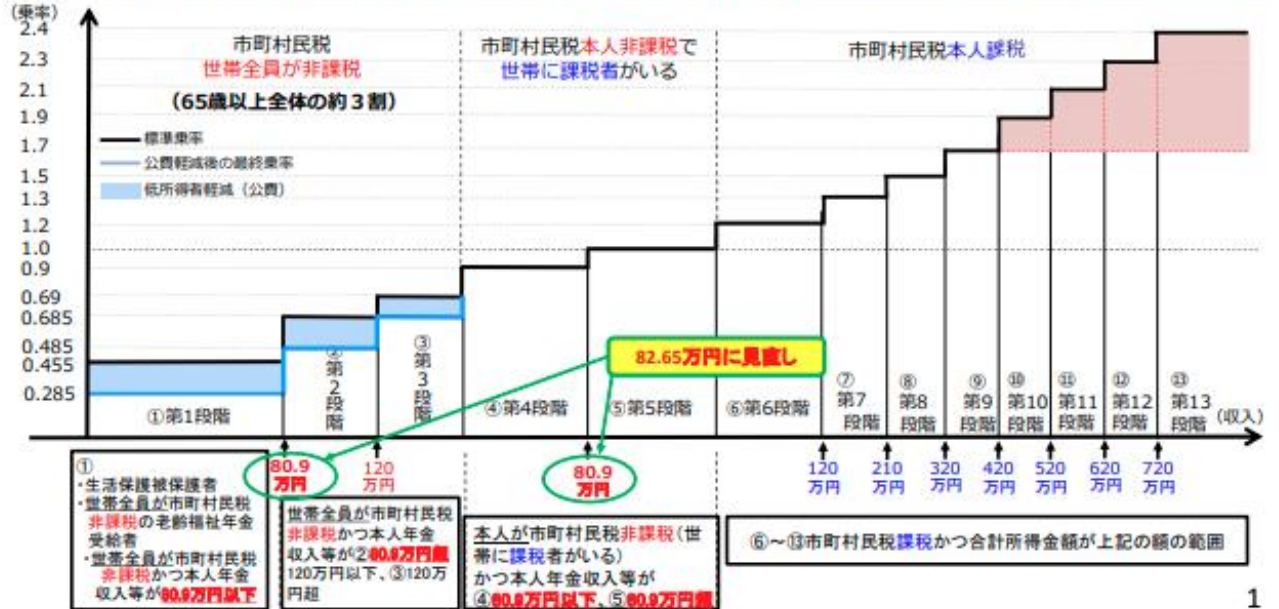 (乗率)
2.4
2.3
2.1
1.9
1.7
1.5
1.3
1.2
1.0
0.9
0.69
0.685
0.485
0.455
0.285
市町村民税
世帯全員が非課税
（65歳以上全体の約３割）
標準乗率
公費軽減後の最終乗率
低所得者軽減（公費）
市町村民税本人非課税で
世帯に課税者がいる
市町村民税本人課税
82.65万円に見直し
①第1段階
②第2段階
③第3段階
④第4段階
⑤第5段階
⑥第6段階
⑦
第7
段階
⑧
第8
段階
⑨
第9
段階
⑩
第10
段階
⑪
第11
段階
⑫
第12
段階
⑬
第13
段階
(収入)
80.9
万円
120
万円
80.9
万円
120
万円
210
万円
320
万円
420
万円
520
万円
620
万円
720
万円
①
・生活保護被保護者
・世帯全員が市町村民税
非課税の老齢福祉年金
受給者
・世帯全員が市町村民税
非課税かつ本人年金
収入等が80.9万円以下
世帯全員が市町村民税
非課税かつ本人年金
収入等が②80.9万円超
120万円以下、③120万
円超
本人が市町村民税非課税（世
帯に課税者がいる）
かつ本人年金収入等が
④80.9万円以下、⑤80.9万円超
⑥～⑬市町村民税課税かつ合計所得金額が上記の額の範囲
1